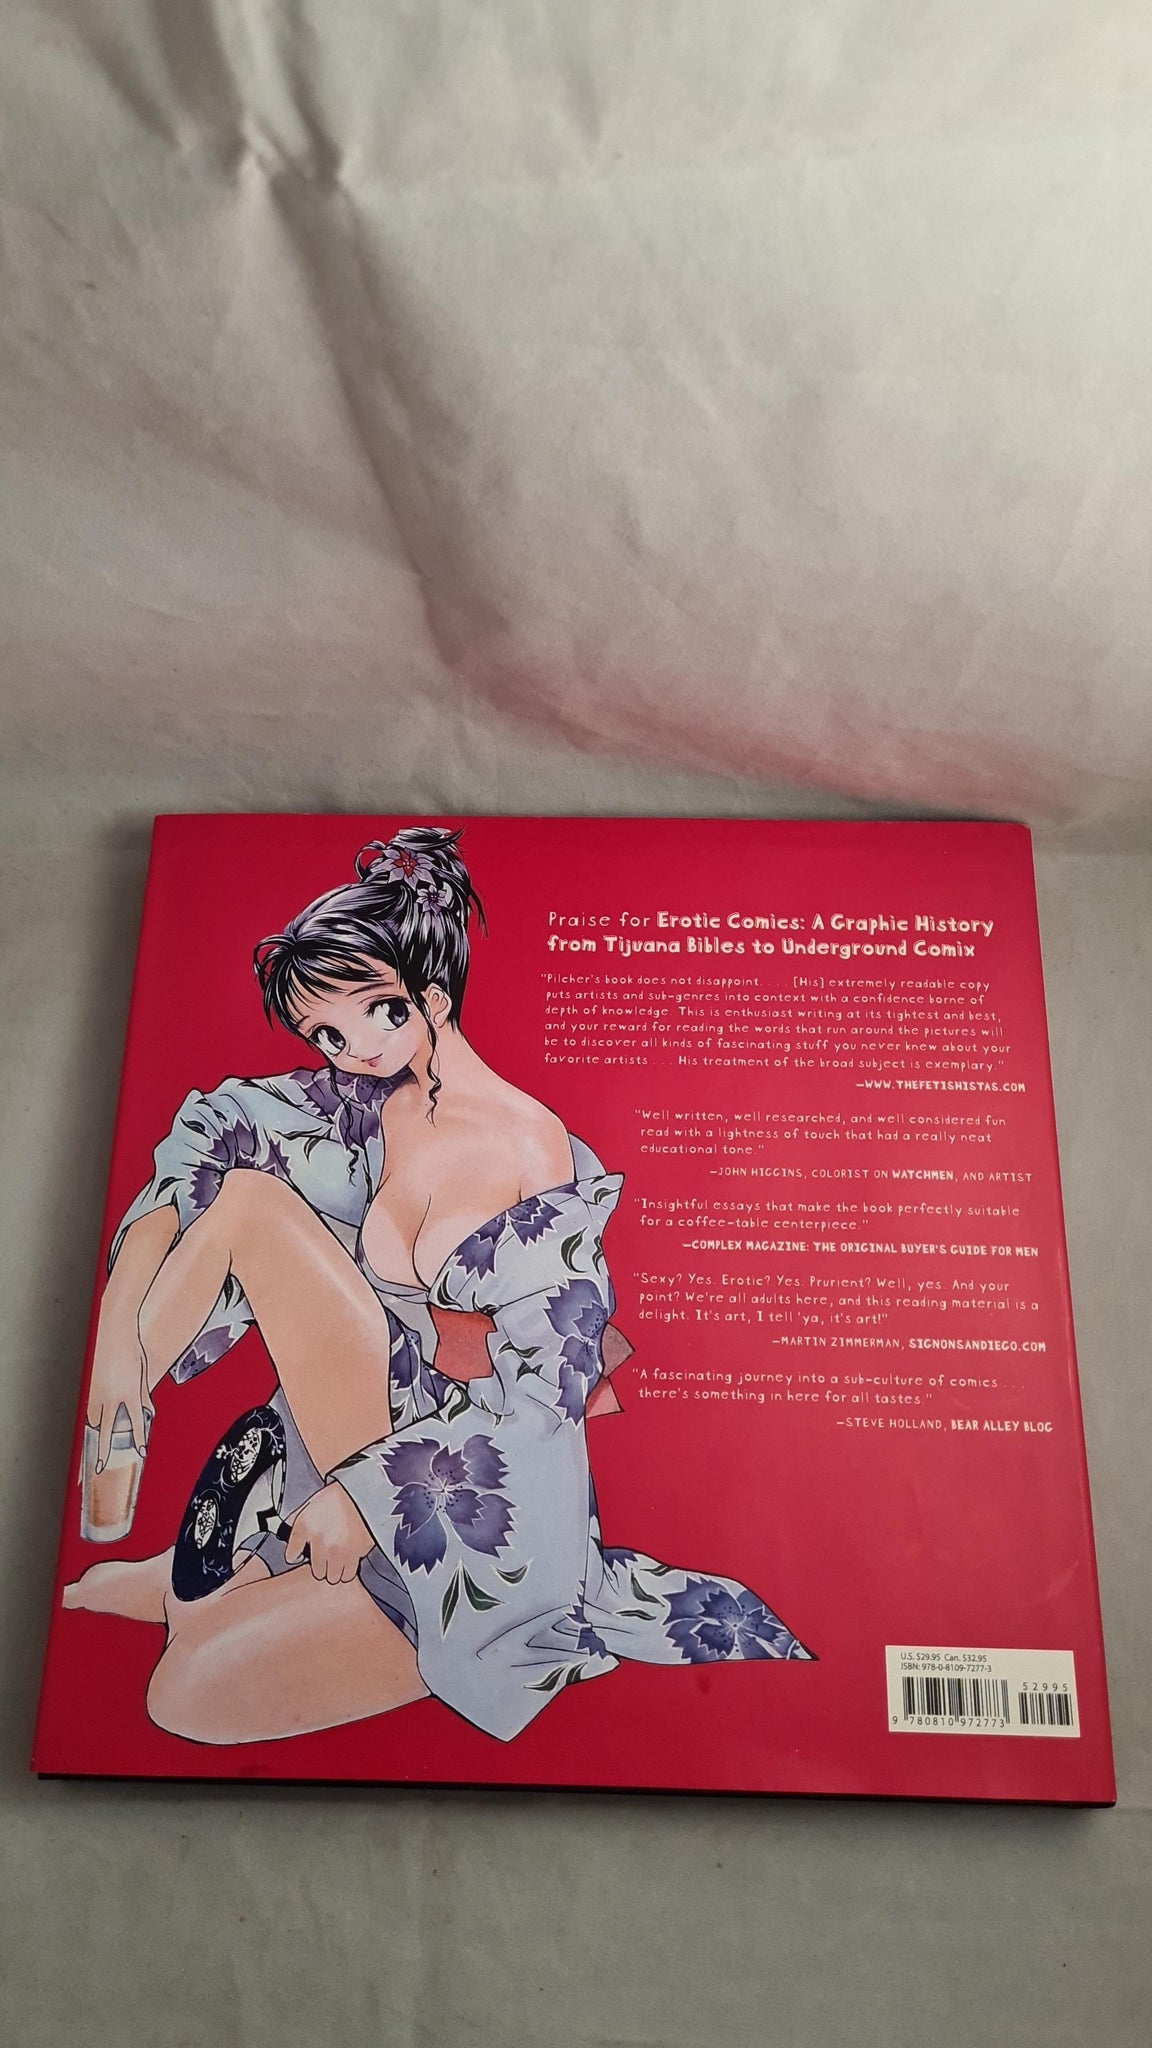 Praise for Erotic Comics: A Graphic History
from Tijuana Bibles to Underground Comix
"Pilcher's book does not disappoint. . . . [His] extremely readable copy
puts artists and sub-genres into context with a confidence borne of
depth of knowledge. This is enthusiast writing at its tightest and best,
and your reward for reading the words that run around the pictures will
be to discover all kinds of fascinating stuff you never knew about your
favorite artists . . . His treatment of the broad subject is exemplary."
—WWW.THEFETISHISTAS.COM
"Well written, well researched, and well considered fun
read with a lightness of touch that had a really neat
educational tone."
—JOHN HIGGINS, COLORIST ON WATCHMEN, AND ARTIST
"Insightful essays that make the book perfectly suitable
for a coffee-table centerpiece."
—COMPLEX MAGAZINE: THE ORIGINAL BUYER'S GUIDE FOR MEN
"Sexy? Yes. Erotic? Yes. Prurient? Well, yes. And your
point? We're all adults here, and this reading material is a
delight. It's art, I tell 'ya, it's art!"
—MARTIN ZIMMERMAN, SIGNONSANDIEGO.COM
"A fascinating journey into a sub-culture of comics . . .
there's something in here for all tastes."
—STEVE HOLLAND, BEAR ALLEY BLOG
U.S. $29.95 Can. $32.95
ISBN: 978-0-8109-7277-3
52995
9 780810 972773